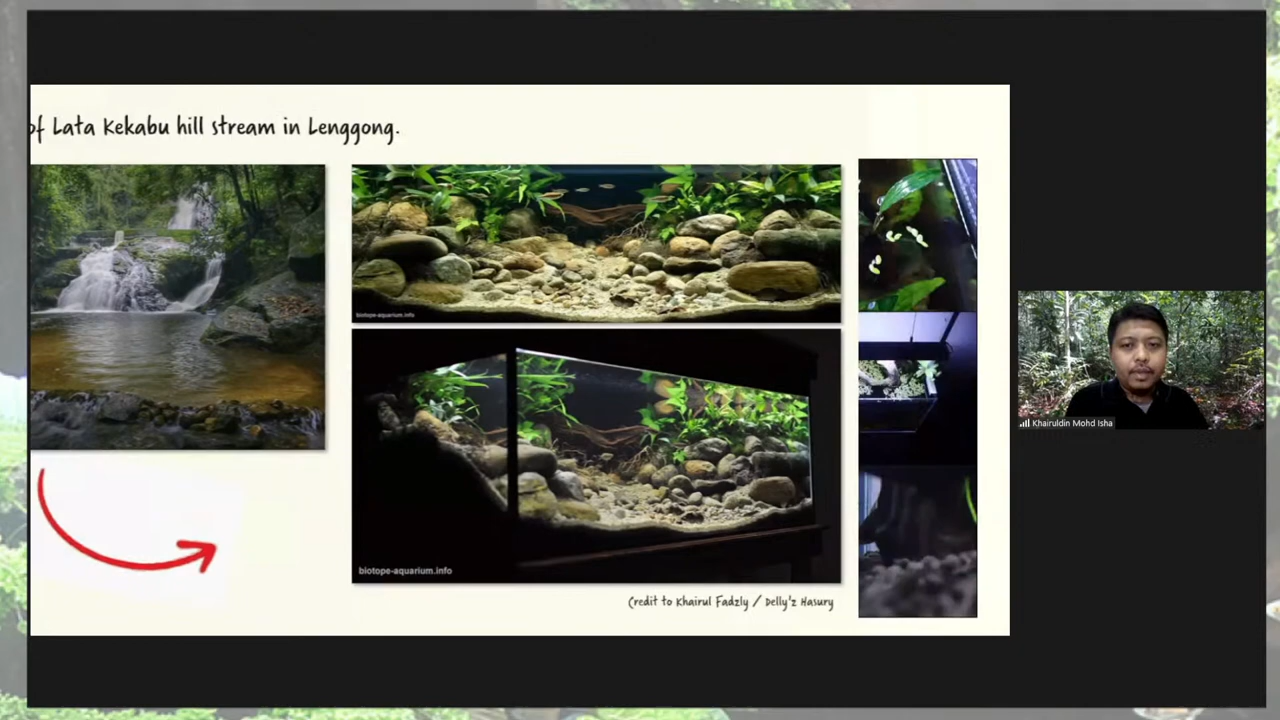 of Lata Kekabu hill stream in Lenggong.
biotope-aquarium.info
biotope-aquarium.info
Credit to Khairul Fadzly / Delly'z Hasury
Khairuldin Mohd Isha